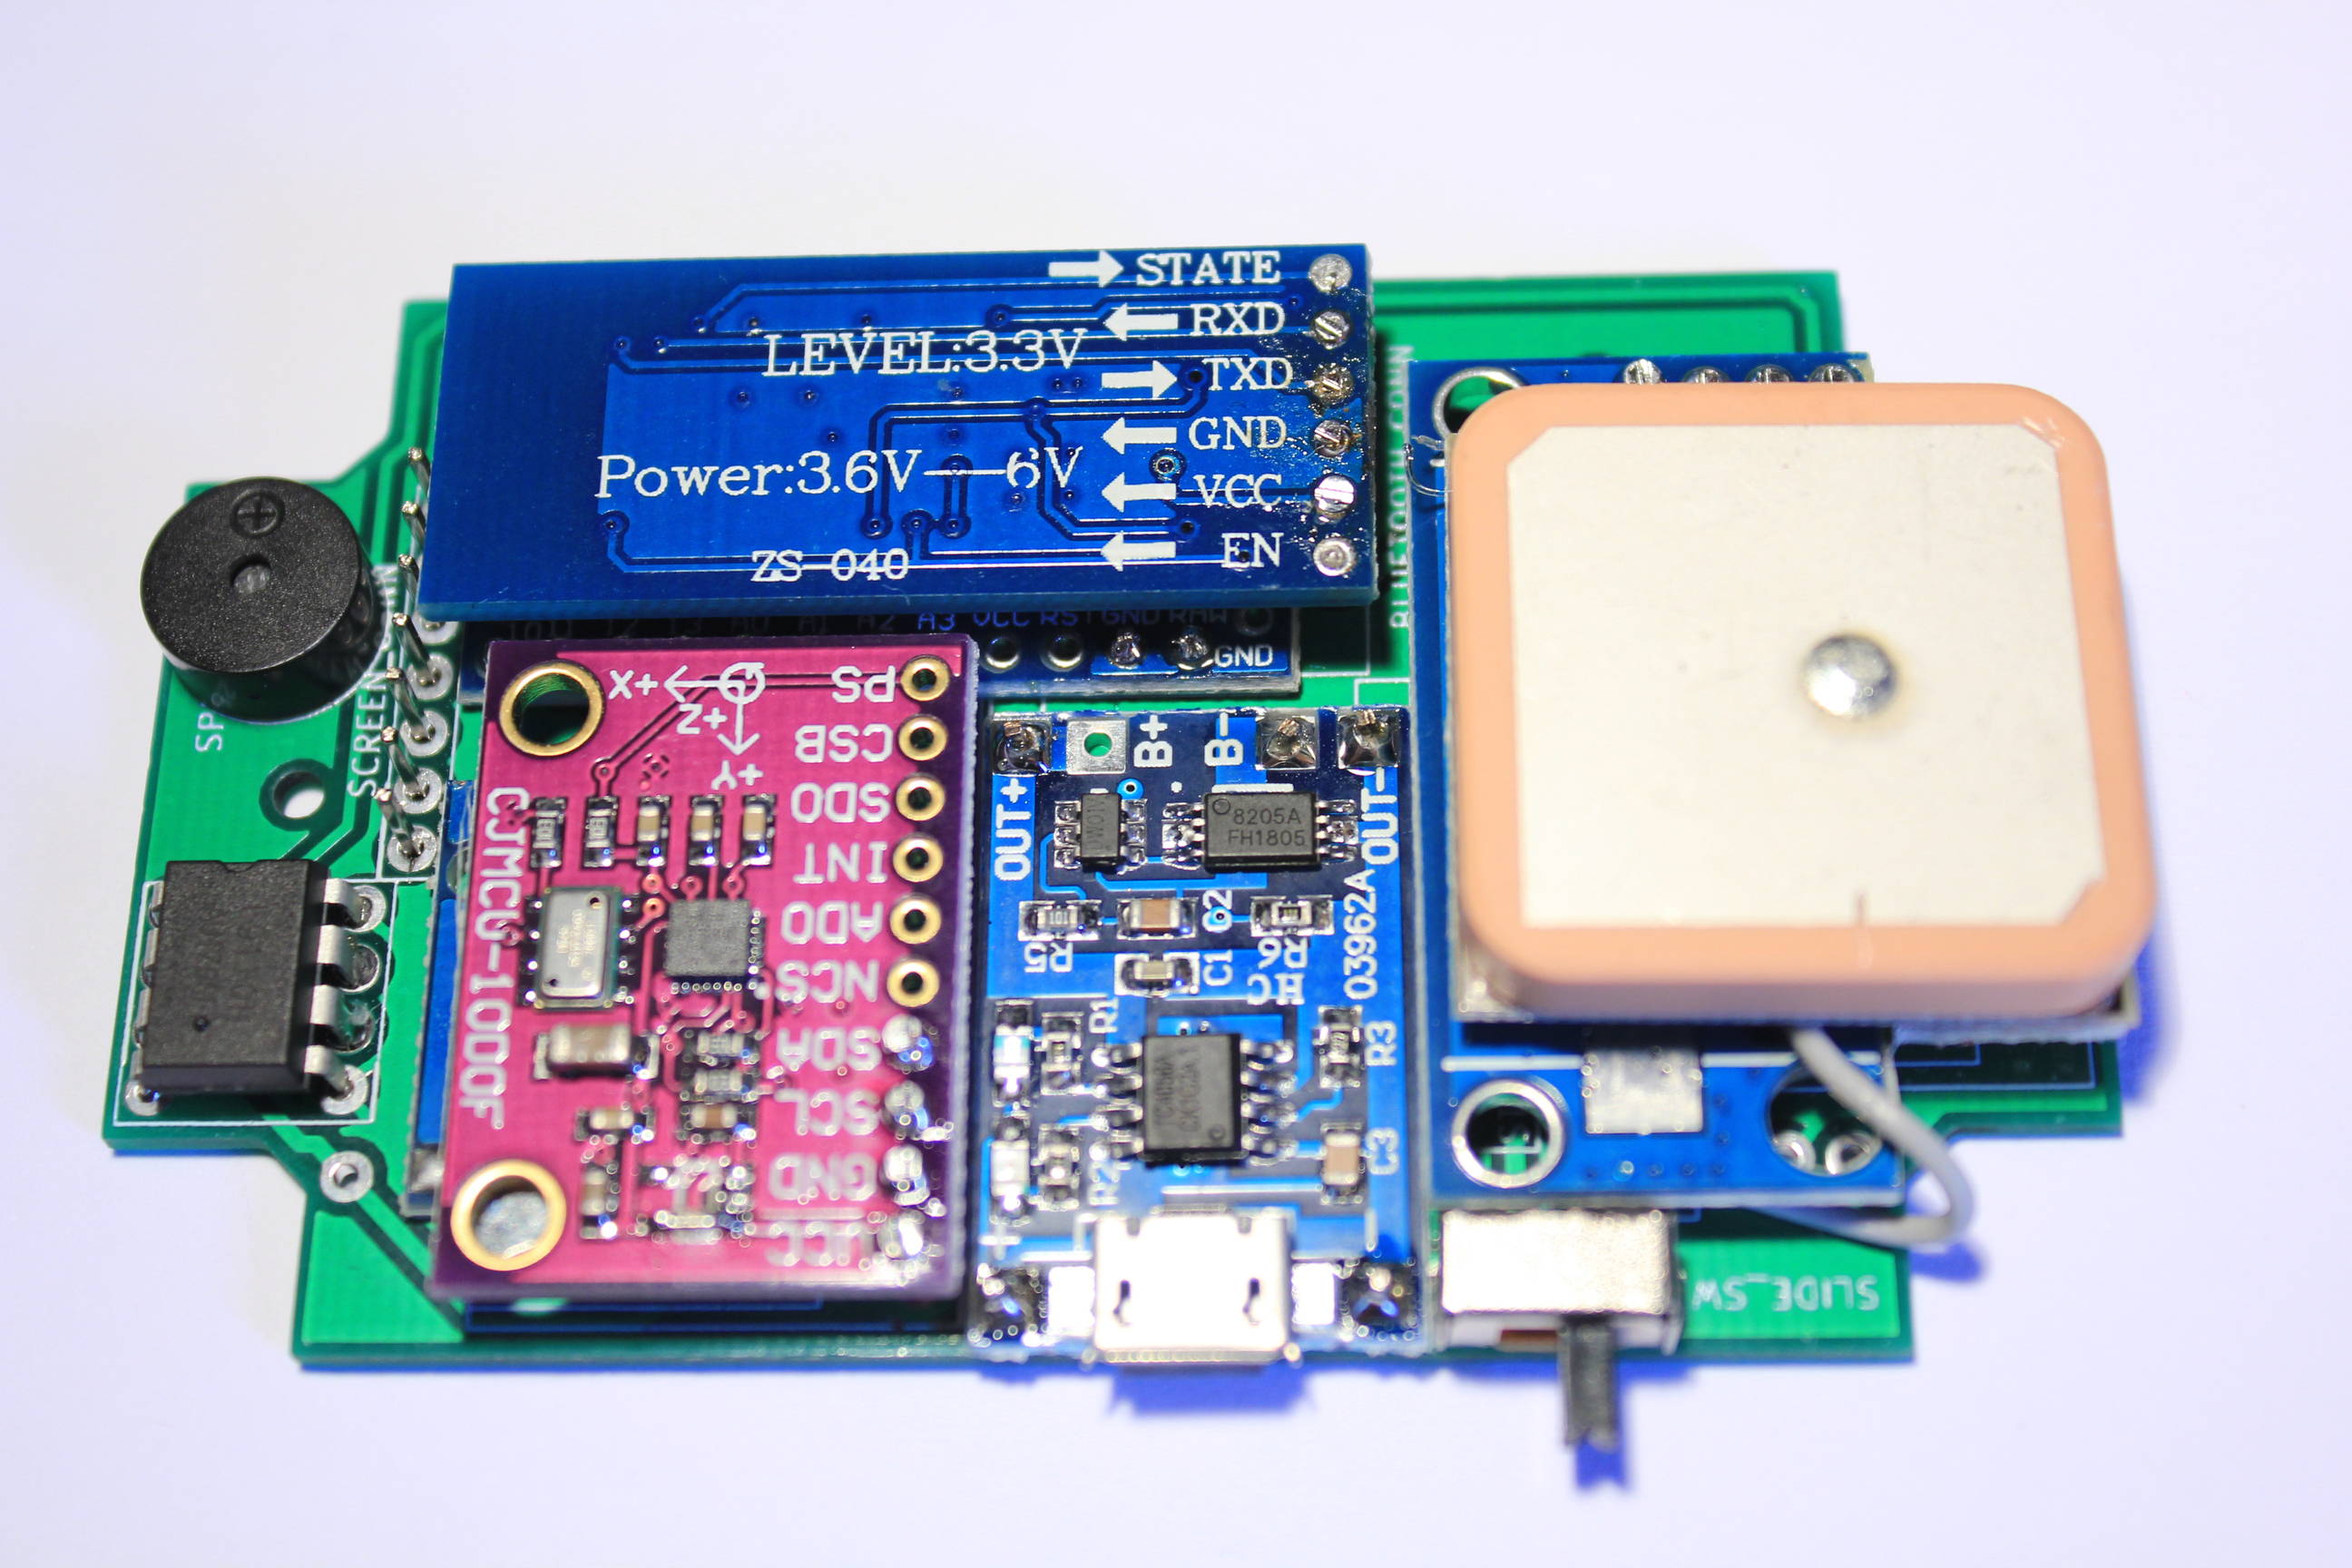 STATE
RXD
LEVEL:3.3V
TXD
GND
Power:3.6V—6V
VCC
ZS-040
EN
A3 VCC RST GND RAW
GND
BLUETOOTH_CONN
SCREEN_CONN
CJMCU-10DOF
+X
+Z
+Y
PS
CSB
SDO
INT
ADO
NCS
SDA
SCL
GND
VCC
B+
B-
OUT+
OUT-
8205A
FH1805
03962A
R5
C2
R6
C1
HC
R1
R3
R2
C3
+
-
SLIDE_SW